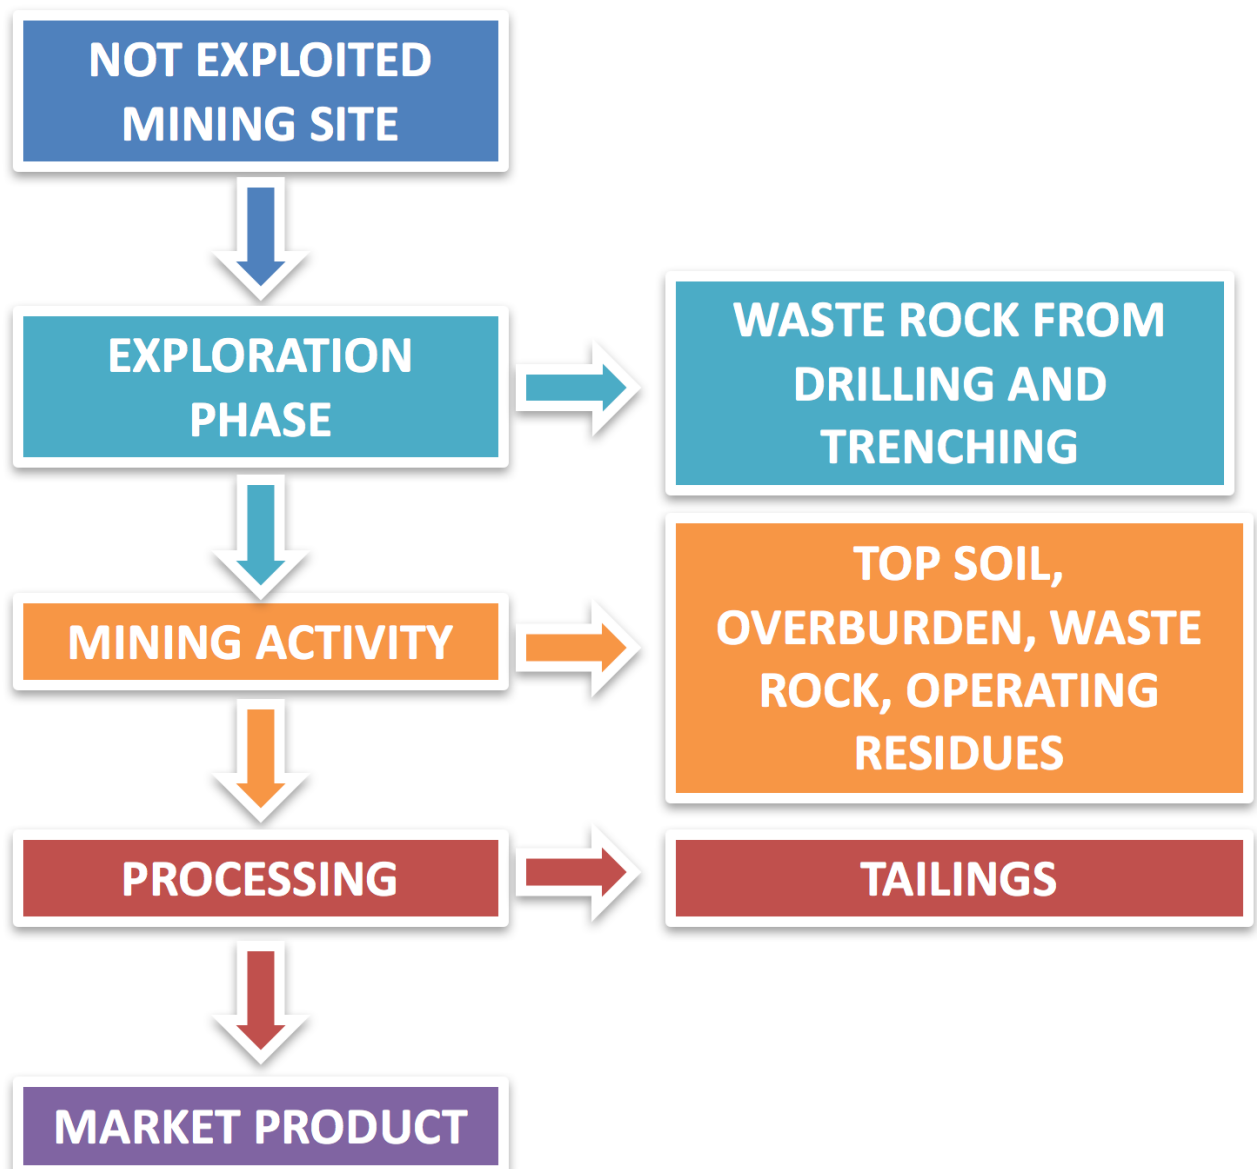 NOT EXPLOITED
MINING SITE
EXPLORATION
PHASE
WASTE ROCK FROM
DRILLING AND
TRENCHING
MINING ACTIVITY
TOP SOIL,
OVERBURDEN, WASTE
ROCK, OPERATING
RESIDUES
PROCESSING
TAILINGS
MARKET PRODUCT